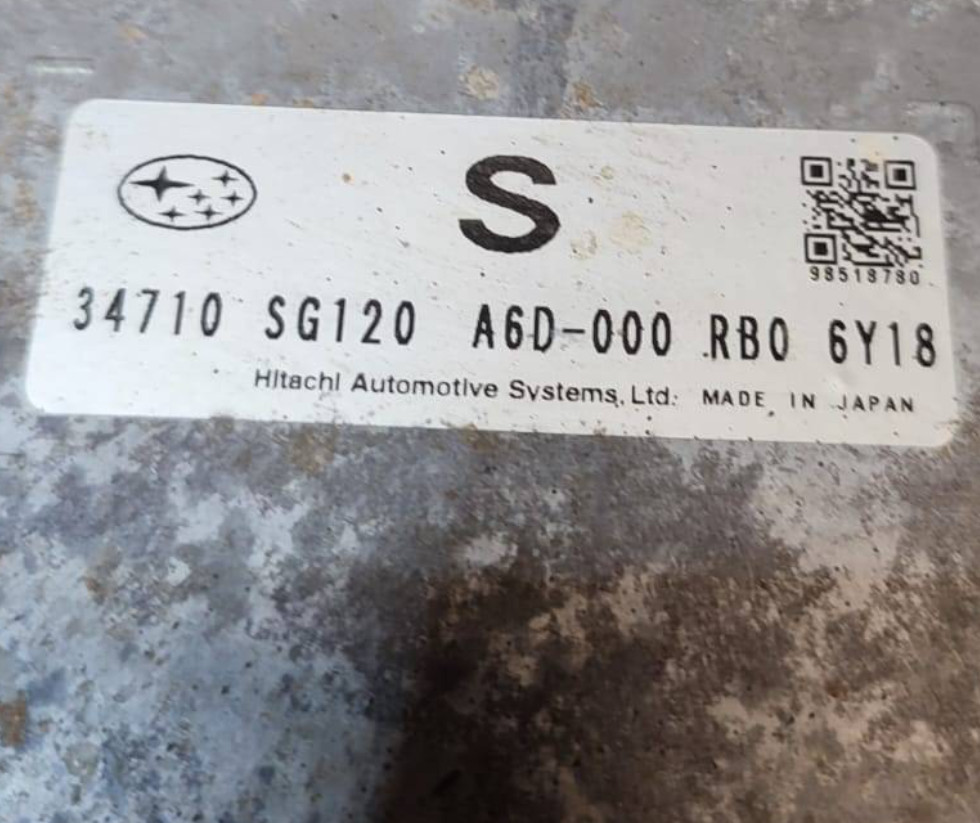 S
98518780
34710 SG120 A6D-000 RB0 6Y18
Hitachi Automotive Systems, Ltd. MADE IN JAPAN